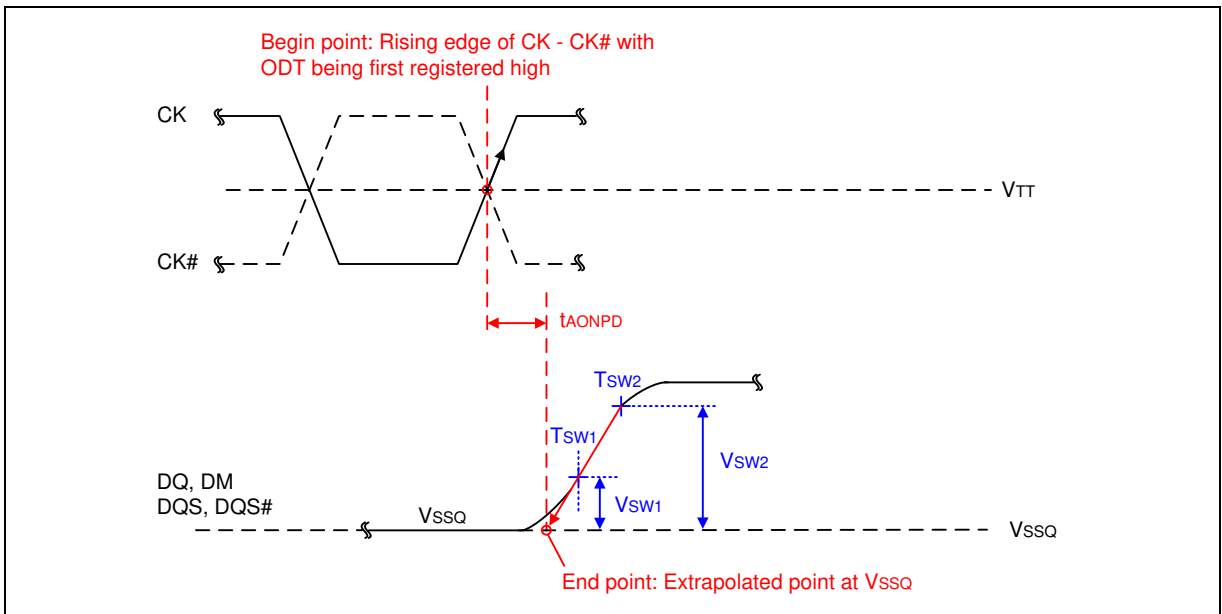 Begin point: Rising edge of CK - CK# with
ODT being first registered high
CK
VTT
CK#
tAONPD
TSW2
TSW1
VSW2
DQ, DM
DQS, DQS#
VSSQ
VSW1
VSSQ
End point: Extrapolated point at VSSQ